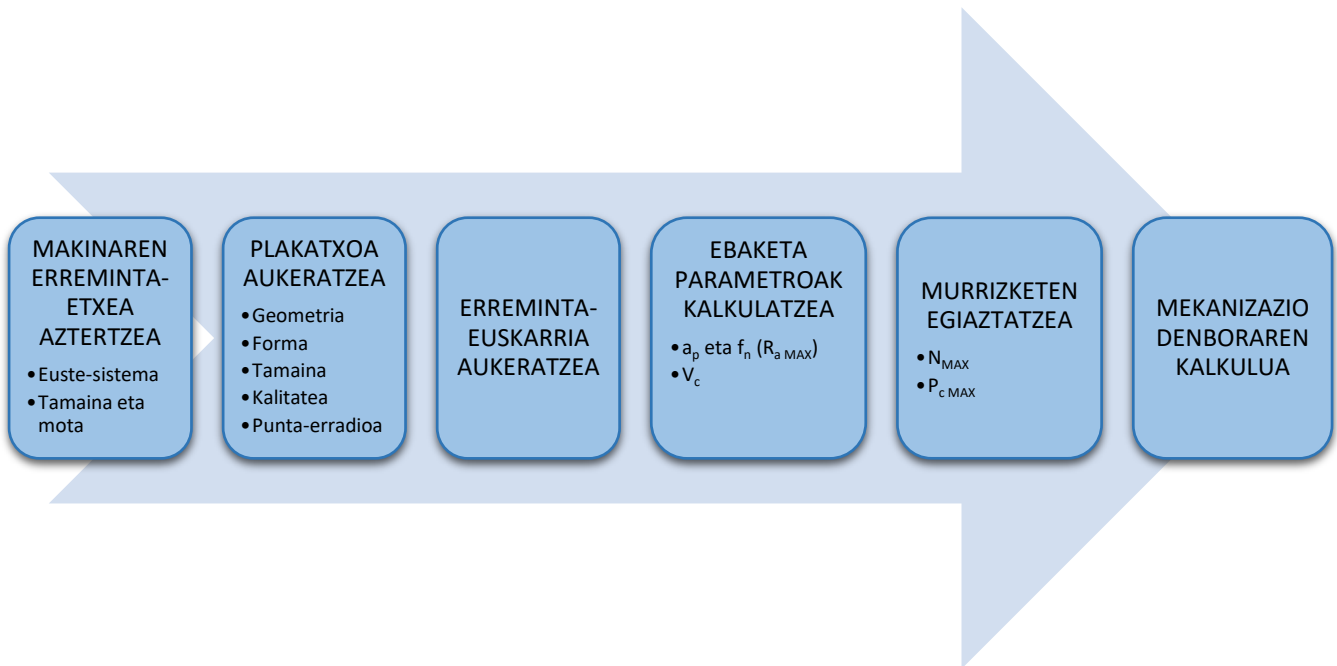 MAKINAREN
ERREMINTA-
ETXEA
AZTERTZEA
•Euste-sistema
•Tamaina eta
mota
PLAKATXOA
AUKERATZEA
•Geometria
•Forma
•Tamaina
•Kalitatea
•Punta-erradioa
ERREMINTA-
EUSKARRIA
AUKERATZEA
EBAKETA
PARAMETROAK
KALKULATZEA
•ap eta fn (Ra MAX)
•Vc
MURRIZKETEN
EGIAZTATZEA
•NMAX
•Pc MAX
MEKANIZAZIO
DENBORAREN
KALKULUA